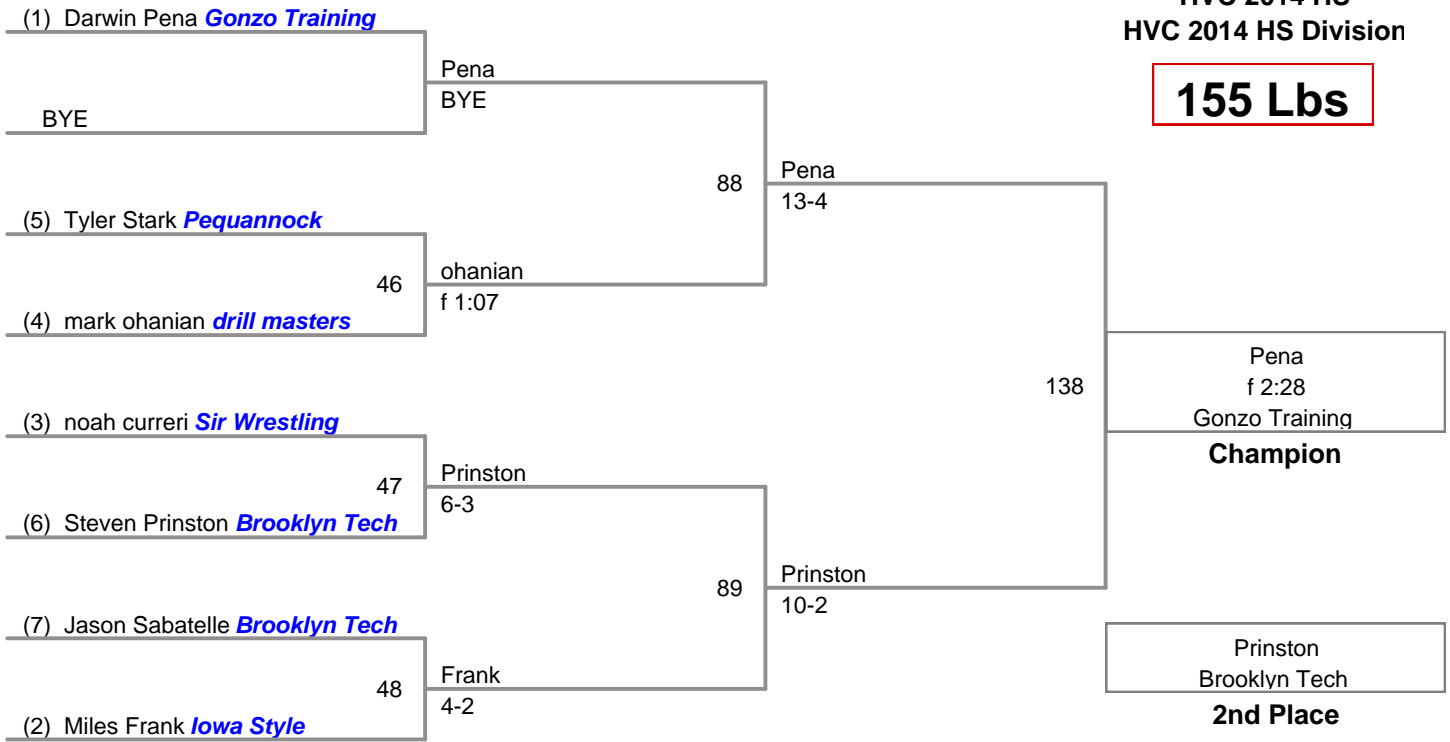 HVC 2014 HS
HVC 2014 HS Division
155 Lbs
(1) Darwin Pena Gonzo Training
BYE
(5) Tyler Stark Pequannock
46
(4) mark ohanian drill masters
(3) noah curreri Sir Wrestling
47
(6) Steven Prinston Brooklyn Tech
(7) Jason Sabatelle Brooklyn Tech
48
(2) Miles Frank Iowa Style
Pena
BYE
88
ohanian
f 1:07
Prinston
6-3
89
Frank
4-2
Pena
13-4
138
Prinston
10-2
Pena
f 2:28
Gonzo Training
Champion
Prinston
Brooklyn Tech
2nd Place